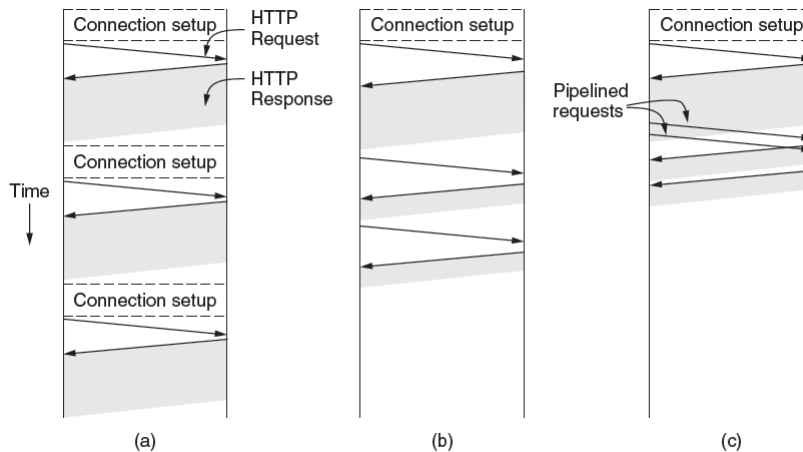 Connection setup
HTTP
Request
HTTP
Response
Connection setup
Time
Connection setup
(a)
Connection setup
(b)
Connection setup
Pipelined
requests
(c)